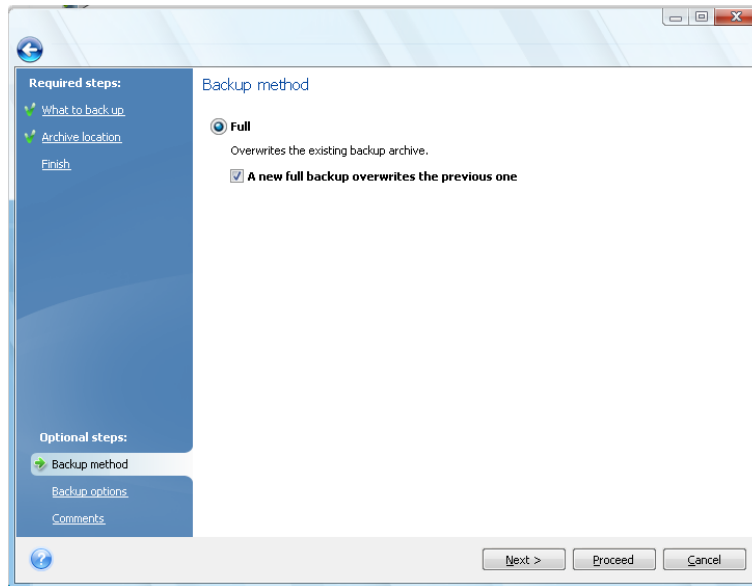 Required steps:
What to back up
Archive location
Finish
Backup method
Full
Overwrites the existing backup archive.
A new full backup overwrites the previous one
Optional steps:
Backup method
Backup options
Comments
Next >
Proceed
Cancel